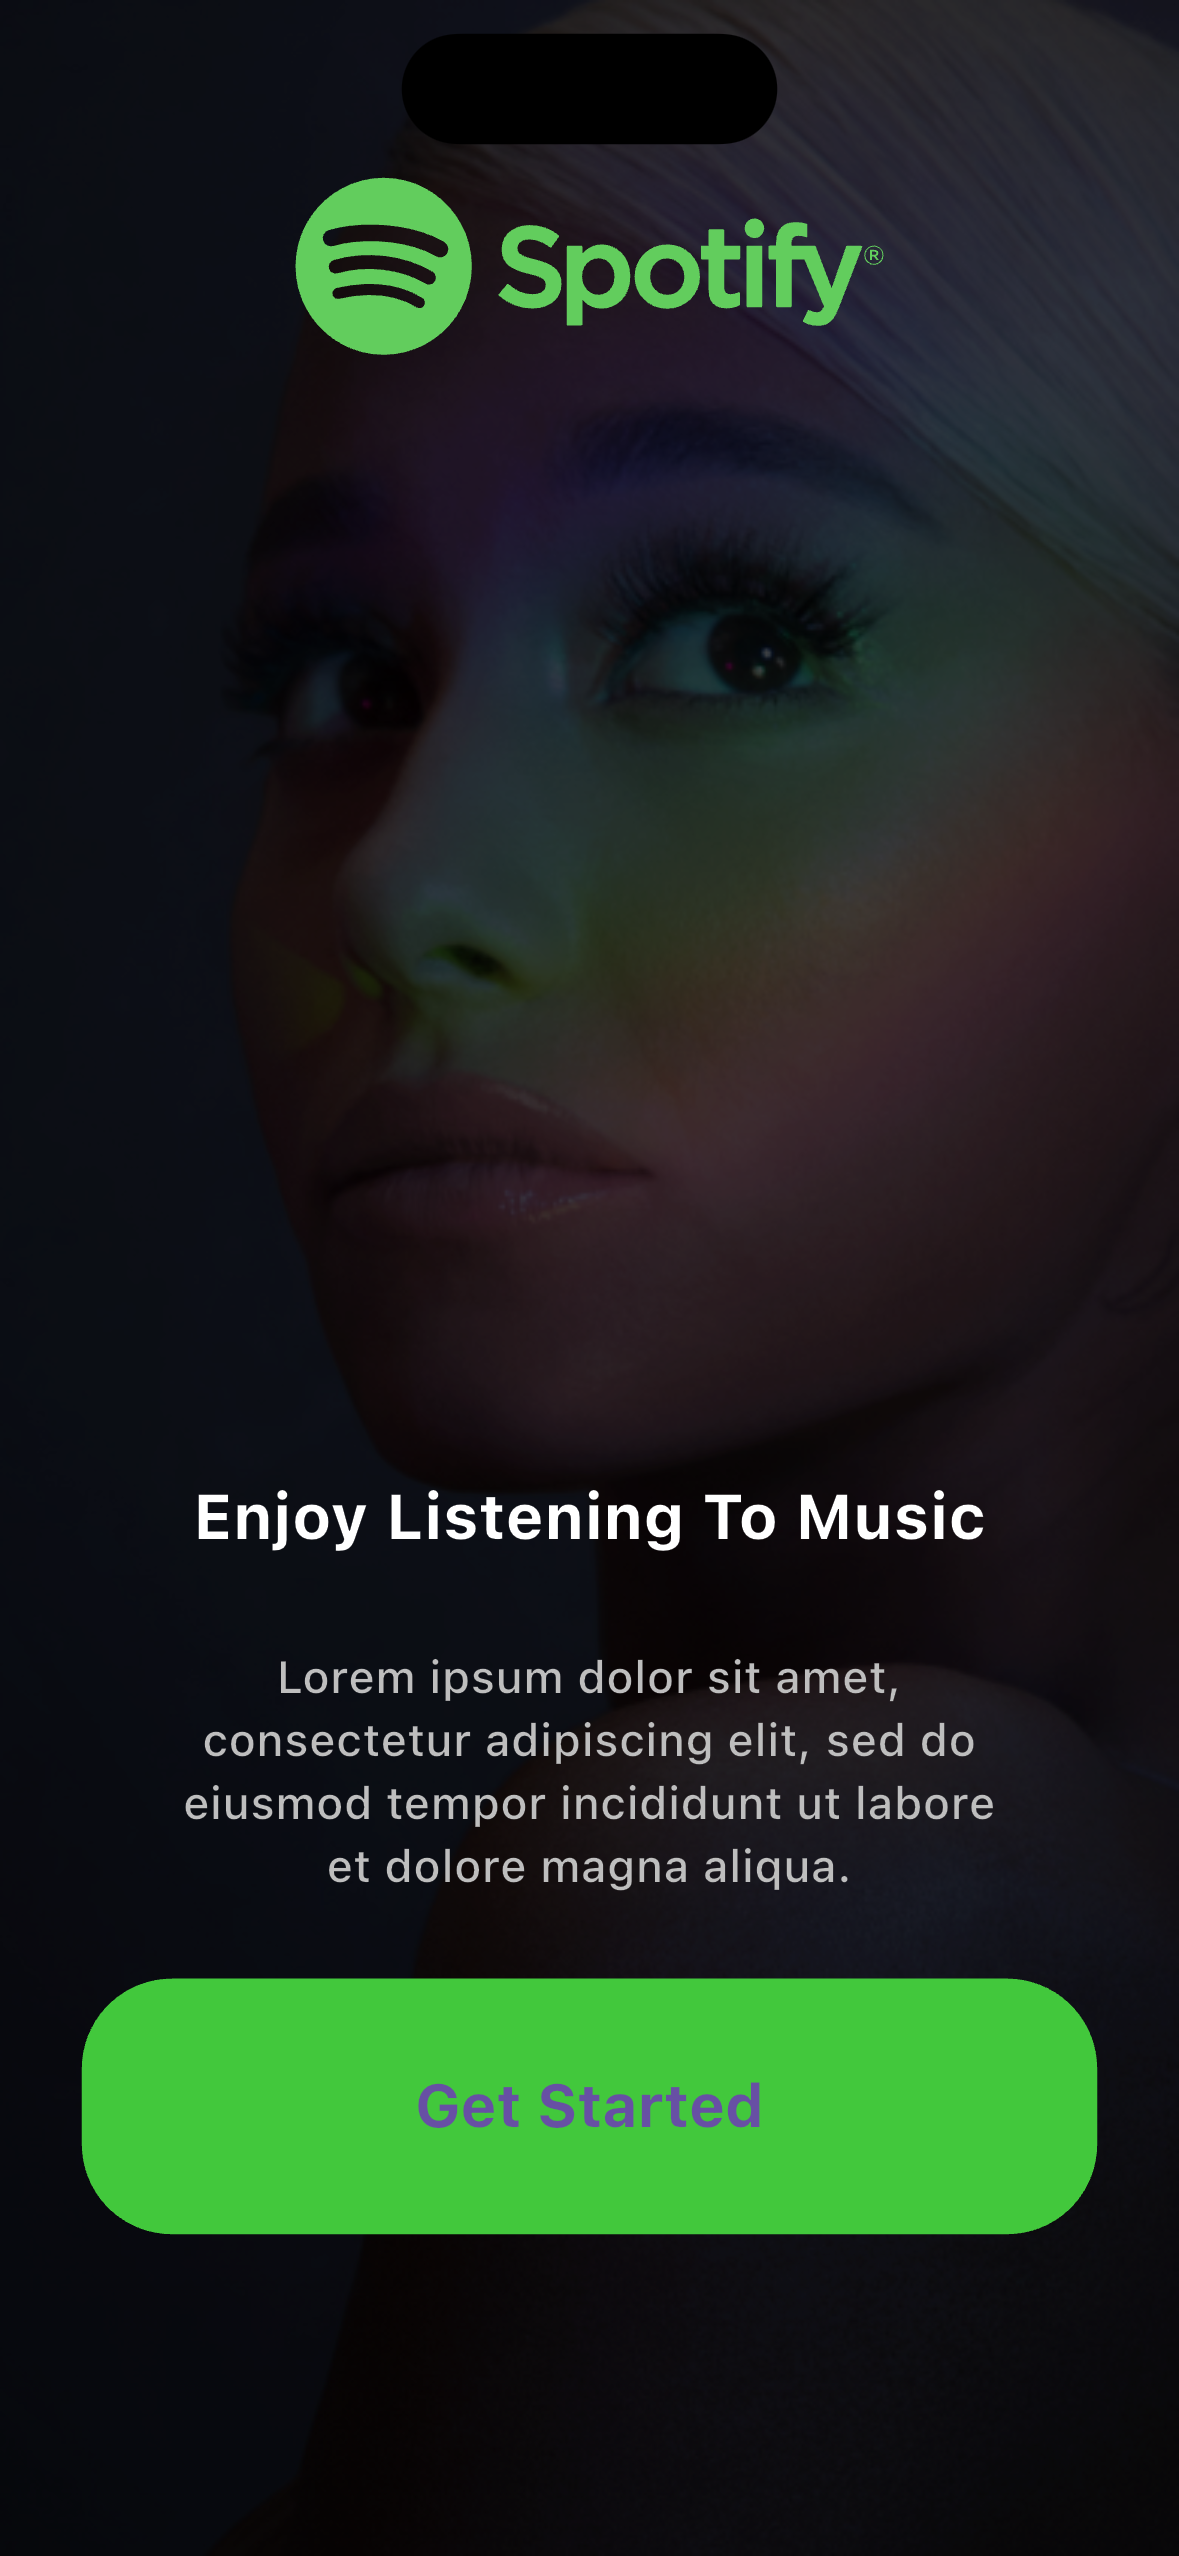 Spotify®
Enjoy Listening To Music
Lorem ipsum dolor sit amet,
consectetur adipiscing elit, sed do
eiusmod tempor incididunt ut labore
et dolore magna aliqua.
Get Started